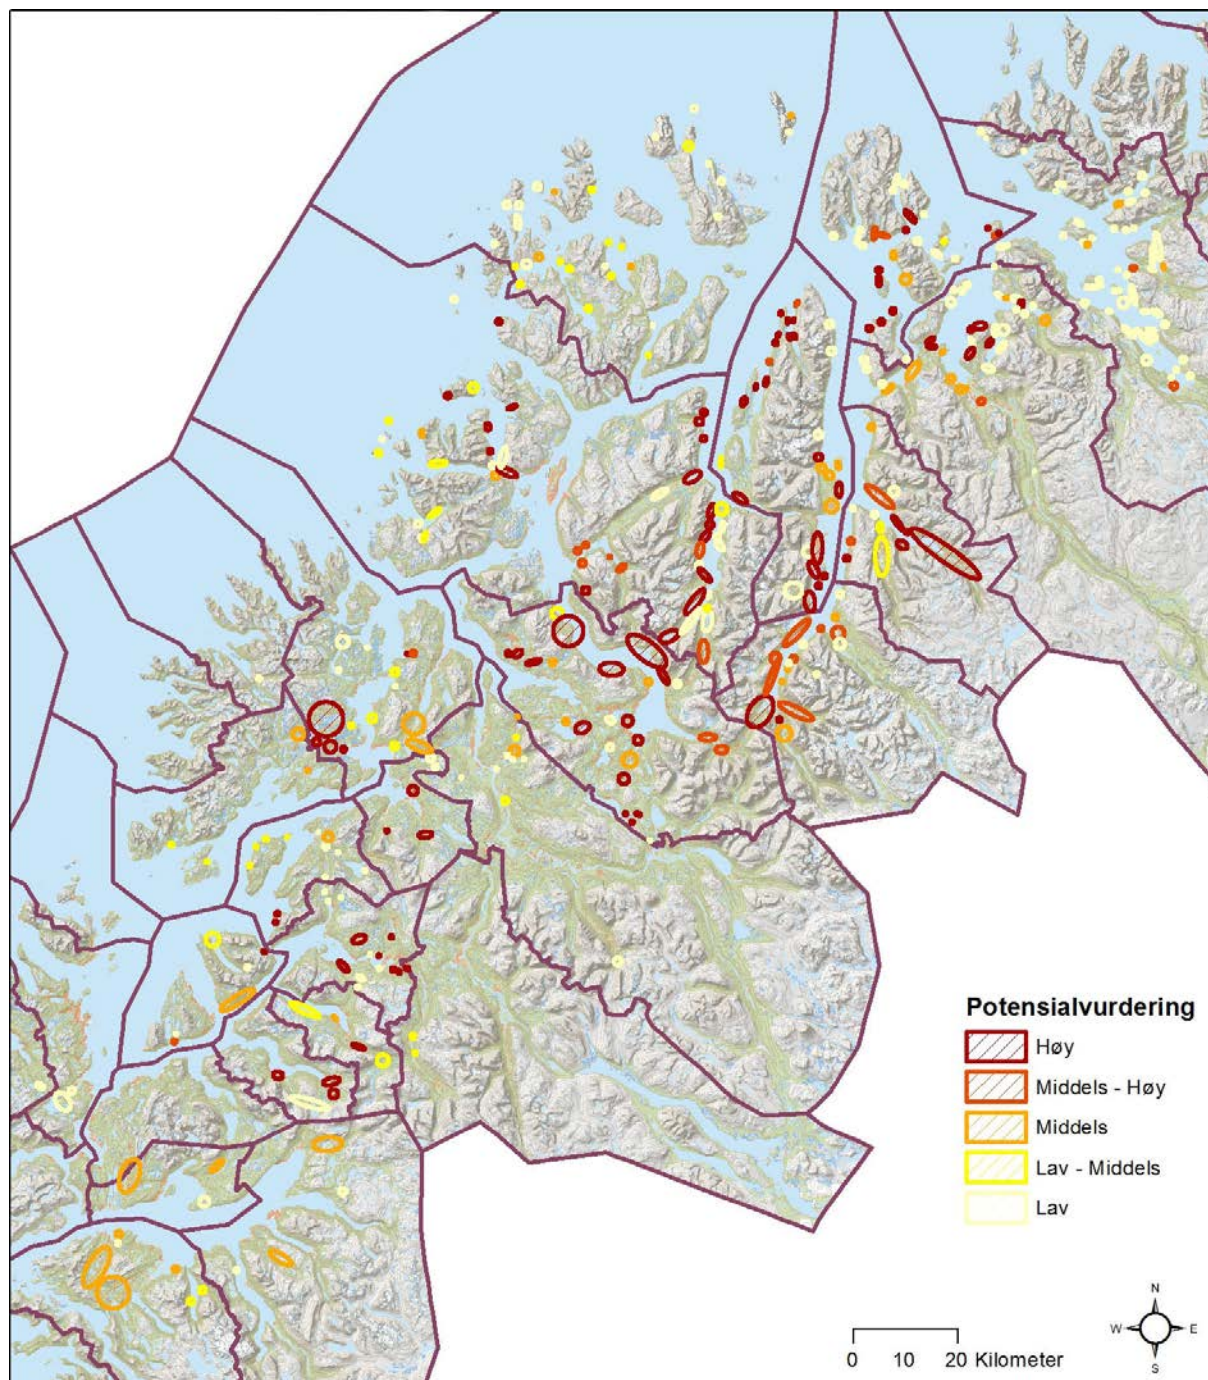 Potensialvurdering
Høy
Middels - Høy
Middels
Lav - Middels
Lav
N
W E
S
0 10 20 Kilometer